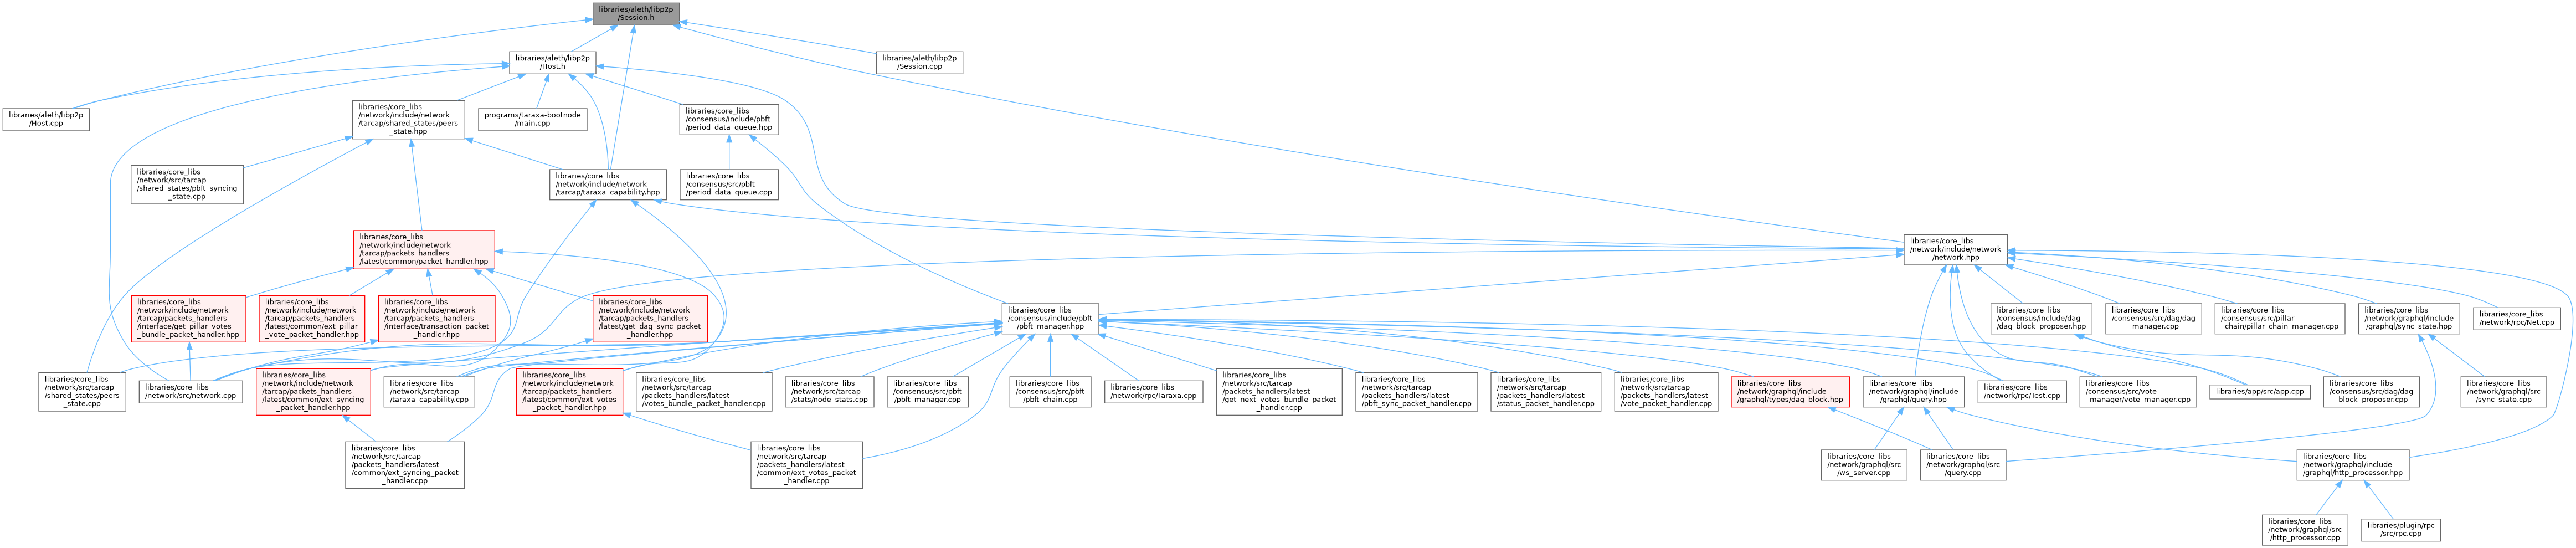 libraries/aleth/libp2p
/Session.h
libraries/aleth/libp2p
/Host.h
libraries/aleth/libp2p
/Session.cpp
libraries/aleth/libp2p
/Host.cpp
libraries/core_libs
/network/include/network
/tarcap/shared_states/peers
_state.hpp
programs/taraxa-bootnode
/main.cpp
libraries/core_libs
/consensus/include/pbft
/period_data_queue.hpp
libraries/core_libs
/network/src/tarcap
/shared_states/pbft_syncing
_state.cpp
libraries/core_libs
/network/include/network
/tarcap/taraxa_capability.hpp
libraries/core_libs
/consensus/src/pbft
/period_data_queue.cpp
libraries/core_libs
/network/include/network
/tarcap/packets_handlers
/latest/common/packet_handler.hpp
libraries/core_libs
/network/include/network
/network.hpp
libraries/core_libs
/network/include/network
/tarcap/packets_handlers
/interface/get_pillar_votes
_bundle_packet_handler.hpp
libraries/core_libs
/network/include/network
/tarcap/packets_handlers
/latest/common/ext_pillar
_vote_packet_handler.hpp
libraries/core_libs
/network/include/network
/tarcap/packets_handlers
/interface/transaction_packet
_handler.hpp
libraries/core_libs
/network/include/network
/tarcap/packets_handlers
/latest/get_dag_sync_packet
_handler.hpp
libraries/core_libs
/consensus/include/pbft
/pbft_manager.hpp
libraries/core_libs
/consensus/include/dag
/dag_block_proposer.hpp
libraries/core_libs
/consensus/src/dag/dag
_manager.cpp
libraries/core_libs
/consensus/src/pillar
_chain/pillar_chain_manager.cpp
libraries/core_libs
/network/graphql/include
/graphql/sync_state.hpp
libraries/core_libs
/network/rpc/Net.cpp
libraries/core_libs
/network/src/tarcap
/shared_states/peers
_state.cpp
libraries/core_libs
/network/src/network.cpp
libraries/core_libs
/network/include/network
/tarcap/packets_handlers
/latest/common/ext_syncing
_packet_handler.hpp
libraries/core_libs
/network/src/tarcap
/taraxa_capability.cpp
libraries/core_libs
/network/include/network
/tarcap/packets_handlers
/latest/common/ext_votes
_packet_handler.hpp
libraries/core_libs
/network/src/tarcap
/packets_handlers/latest
/votes_bundle_packet_handler.cpp
libraries/core_libs
/network/src/tarcap
/stats/node_stats.cpp
libraries/core_libs
/consensus/src/pbft
/pbft_manager.cpp
libraries/core_libs
/consensus/src/pbft
/pbft_chain.cpp
libraries/core_libs
/network/rpc/Taraxa.cpp
libraries/core_libs
/network/src/tarcap
/packets_handlers/latest
/get_next_votes_bundle_packet
_handler.cpp
libraries/core_libs
/network/src/tarcap
/packets_handlers/latest
/pbft_sync_packet_handler.cpp
libraries/core_libs
/network/src/tarcap
/packets_handlers/latest
/status_packet_handler.cpp
libraries/core_libs
/network/src/tarcap
/packets_handlers/latest
/vote_packet_handler.cpp
libraries/core_libs
/network/graphql/include
/graphql/types/dag_block.hpp
libraries/core_libs
/network/graphql/include
/graphql/query.hpp
libraries/core_libs
/network/rpc/Test.cpp
libraries/core_libs
/consensus/src/vote
_manager/vote_manager.cpp
libraries/app/src/app.cpp
libraries/core_libs
/consensus/src/dag/dag
_block_proposer.cpp
libraries/core_libs
/network/graphql/src
/sync_state.cpp
libraries/core_libs
/network/src/tarcap
/packets_handlers/latest
/common/ext_syncing_packet
_handler.cpp
libraries/core_libs
/network/src/tarcap
/packets_handlers/latest
/common/ext_votes_packet
_handler.cpp
libraries/core_libs
/network/graphql/src
/ws_server.cpp
libraries/core_libs
/network/graphql/src
/query.cpp
libraries/core_libs
/network/graphql/include
/graphql/http_processor.hpp
libraries/core_libs
/network/graphql/src
/http_processor.cpp
libraries/plugin/rpc
/src/rpc.cpp